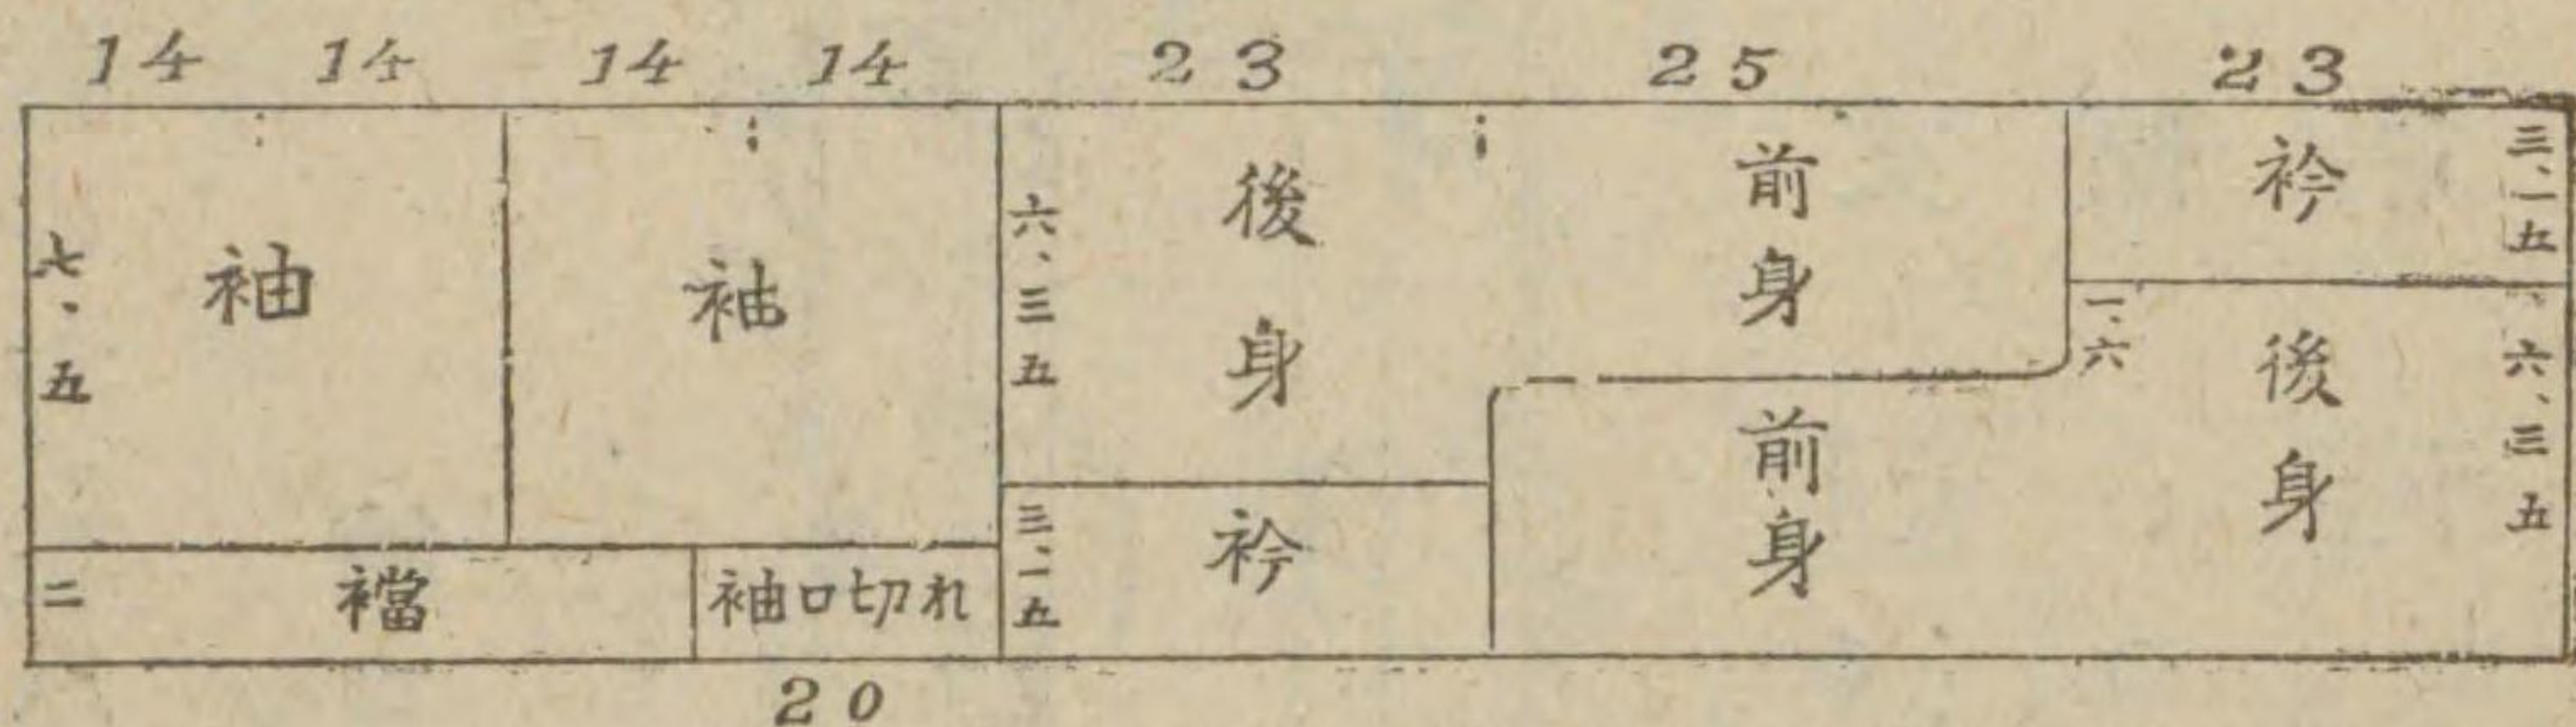 14 14 14 14 23 25 23
七、五
袖
袖
六、三五
後身
前身
衿
三、一五
一、六
後身
六、三五
前身
二
襠
袖口切れ
三、一五
衿
20